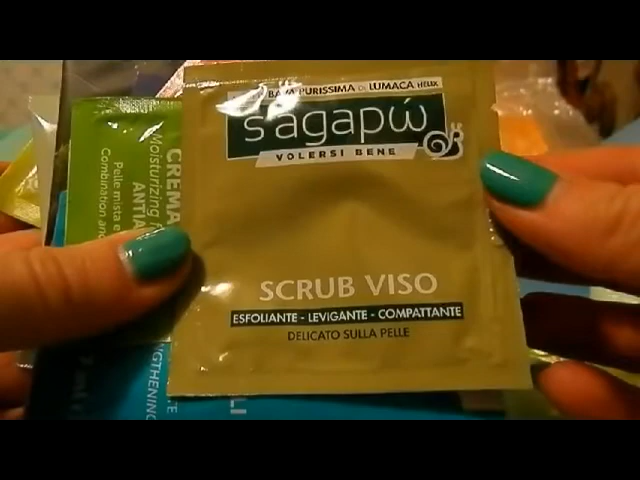 BAVA PURISSIMA DI LUMACA HELIX
s'agapώ
VOLERSI BENE
SCRUB VISO
ESFOLIANTE - LEVIGANTE - COMPATTANTE
DELICATO SULLA PELLE
CREMA
Moisturizing
ANTIA
Pelle mista e
Combination and